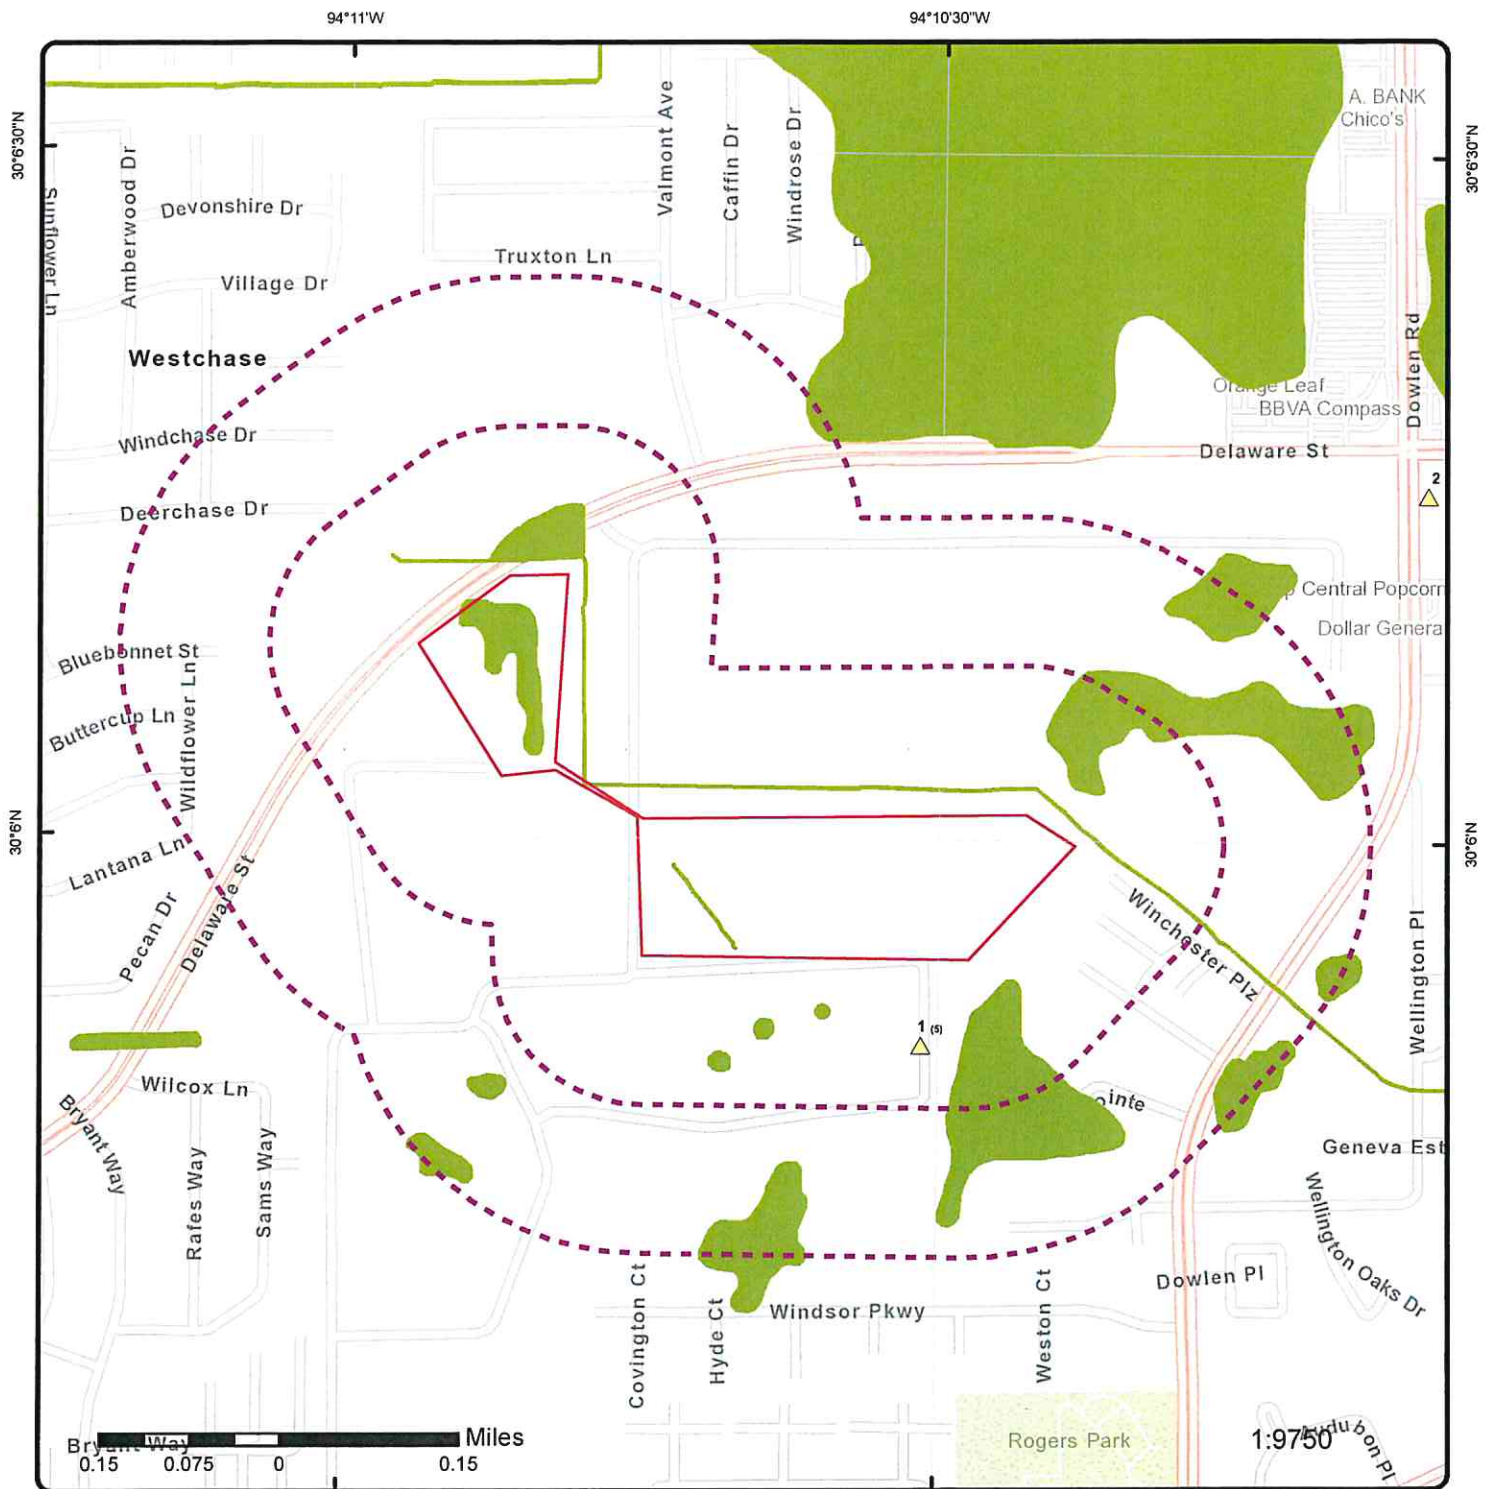 94°11'W
94°10'30"W
30°6'30"N
30°6'30"N
A. BANK
Chico's
Sunflower Ln
Amberwood Dr
Devonshire Dr
Valmont Ave
Caffin Dr
Windrose Dr
Truxton Ln
Village Dr
Westchase
Dowlen Rd
Orange Leaf
BBVA Compass
Windchase Dr
Delaware St
2
Deerchase Dr
Central Popcorn
Dollar Genera
Bluebonnet St
Buttercup Ln
Wildflower Ln
30°6'N
30°6'N
Lantana Ln
Delaware St
Pecan Dr
Winchester Plz
Wellington Pl
1 (5)
Wilcox Ln
ointe
Bryant Way
Rafes Way
Sams Way
Geneva Est
Wellington Oaks Dr
Dowlen Pl
Covington Ct
Hyde Ct
Windsor Pkwy
Weston Ct
Bryant Way
Miles
0.15 0.075 0 0.15
Rogers Park
1:9750
Audubon Pl